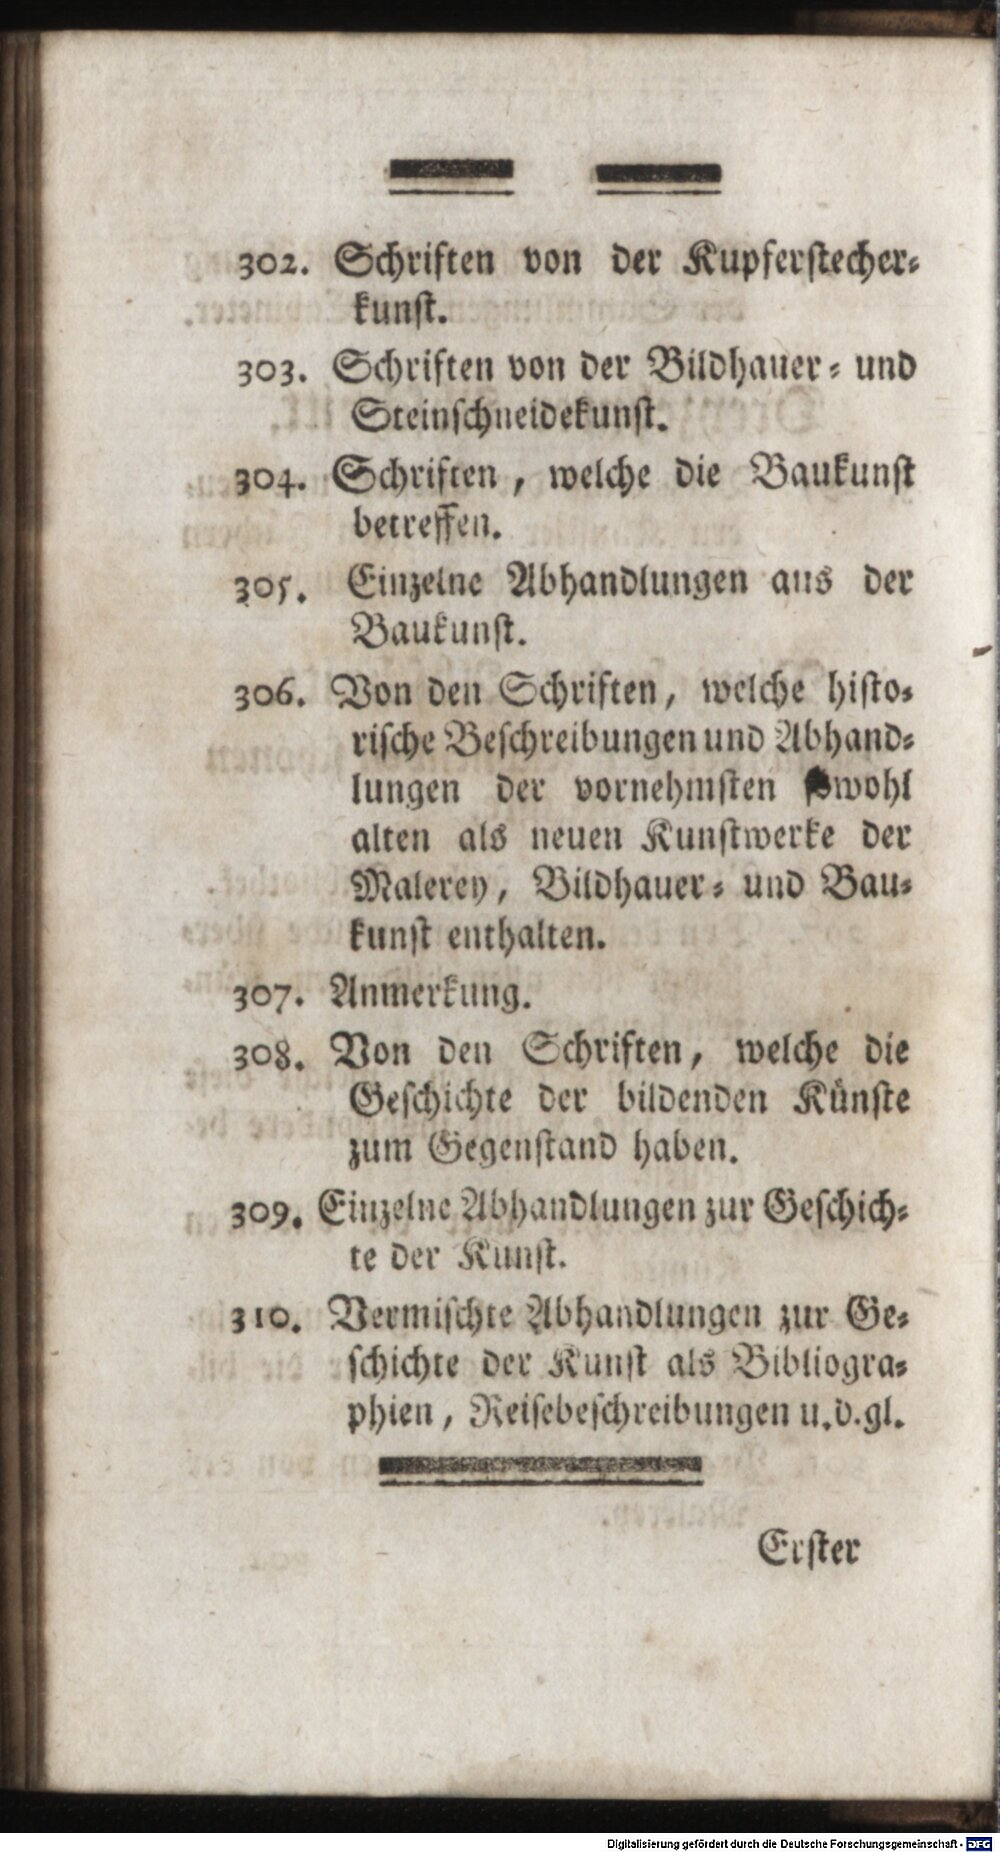 302. Schriften von der Kupferstecher-
kunst.
303. Schriften von der Bildhauer- und
Steinschneidekunst.
304. Schriften, welche die Baukunst
betreffen.
305. Einzelne Abhandlungen aus der
Baukunst.
306. Von den Schriften, welche histo-
rische Beschreibungen und Abhand-
lungen der vornehmsten sowohl
alten als neuen Kunstwerke der
Malerey, Bildhauer- und Bau-
kunst enthalten.
307. Anmerkung.
308. Von den Schriften, welche die
Geschichte der bildenden Künste
zum Gegenstand haben.
309. Einzelne Abhandlungen zur Geschich-
te der Kunst.
310. Vermischte Abhandlungen zur Ge-
schichte der Kunst als Bibliogra-
phien, Reisebeschreibungen u.d.gl.
Erster
Digitalisierung gefördert durch die Deutsche Forschungsgemeinschaft - DFG